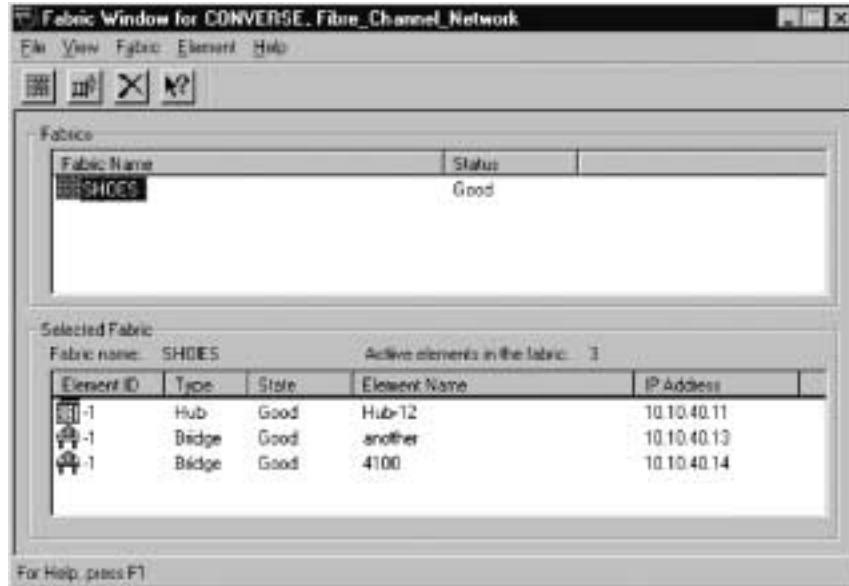 Fabric Window for CONVERSE. Fibre_Channel_Network
File View Fabric Element Help
Fabrics
Fabric Name Status
SHOES Good
Selected Fabric
Fabric name: SHOES Active elements in the fabric: 3
Element ID Type State Element Name IP Address
-1 Hub Good Hub-12 10.10.40.11
-1 Bridge Good another 10.10.40.13
-1 Bridge Good 4100 10.10.40.14
For Help, press F1